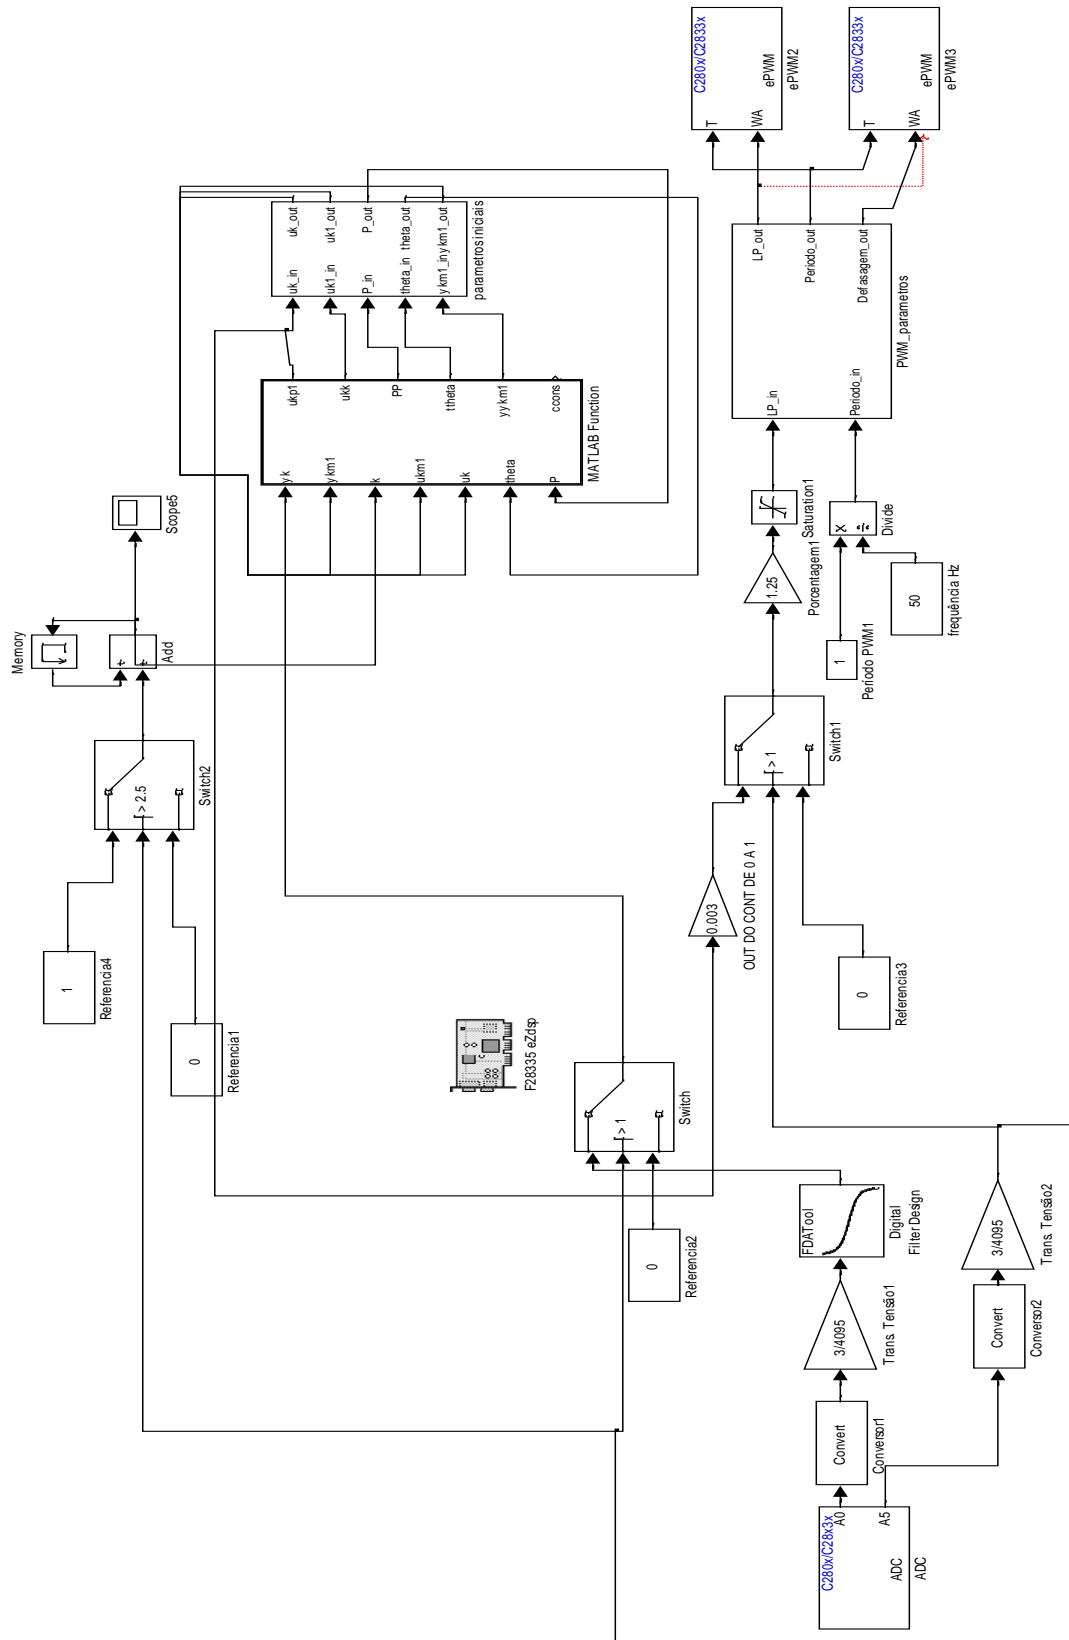 C280x/C28x3x
A0
A5
ADC
ADC
Convert
Conversor1
3/4095
Trans. Tensão1
FDATool
Digital
Filter Design
Convert
Conversor2
3/4095
Trans. Tensão2
0
Referencia2
> 1
Switch
F28335 eZdsp
0
Referencia1
1
Referencia4
> 2.5
Switch2
Memory
+
+
Add
Scope5
0.003
OUT DO CONT DE 0 A 1
0
Referencia3
> 1
Switch1
1
Período PWM1
50
frequência Hz
1.25
Porcentagem1
Saturation1
×
÷
Divide
yk
ykm1
k
ukm1
uk
theta
P
ukp1
ukk
PP
ttheta
yykm1
ccons
MATLAB Function
uk_in
uk1_in
P_in
theta_in
ykm1_in
uk_out
uk1_out
P_out
theta_out
ykm1_out
parametrosiniciais
LP_in
Periodo_in
LP_out
Periodo_out
Defasagem_out
PWM_parametros
C280x/C2833x
T
WA
ePWM
ePWM2
C280x/C2833x
T
WA
ePWM
ePWM3